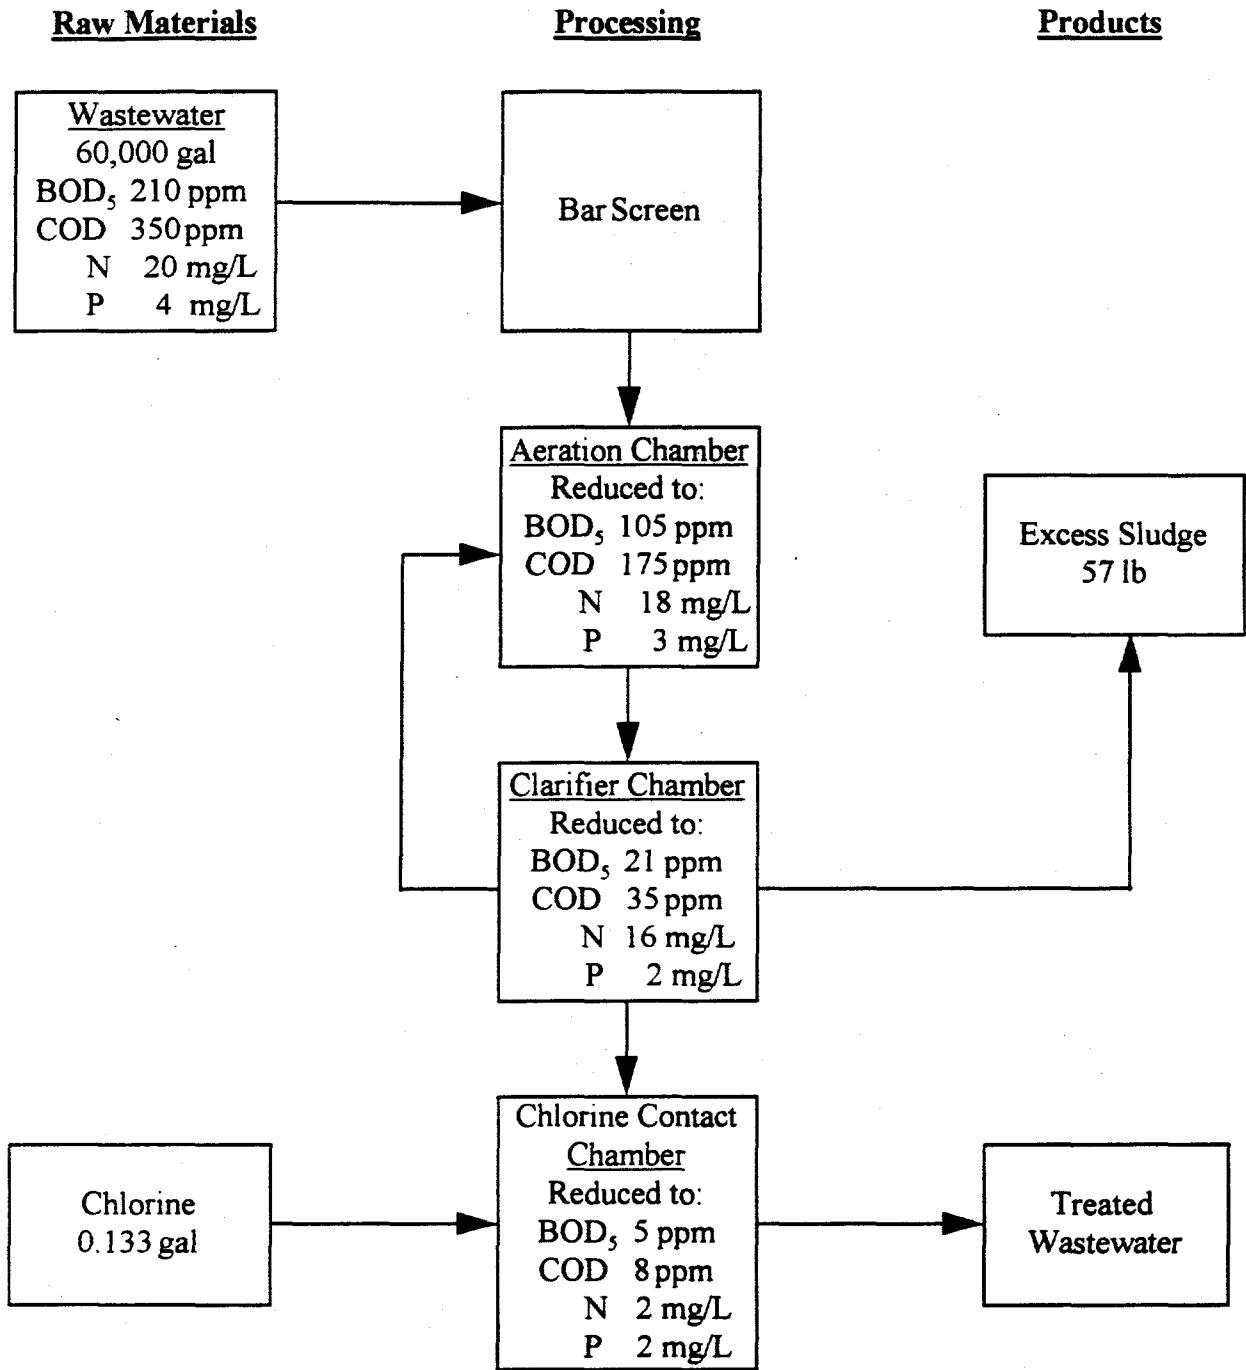 Raw Materials
Processing
Products
Wastewater
60,000 gal
BOD₅ 210 ppm
COD 350 ppm
N 20 mg/L
P 4 mg/L
Bar Screen
Aeration Chamber
Reduced to:
BOD₅ 105 ppm
COD 175 ppm
N 18 mg/L
P 3 mg/L
Excess Sludge
57 lb
Clarifier Chamber
Reduced to:
BOD₅ 21 ppm
COD 35 ppm
N 16 mg/L
P 2 mg/L
Chlorine
0.133 gal
Chlorine Contact
Chamber
Reduced to:
BOD₅ 5 ppm
COD 8 ppm
N 2 mg/L
P 2 mg/L
Treated
Wastewater